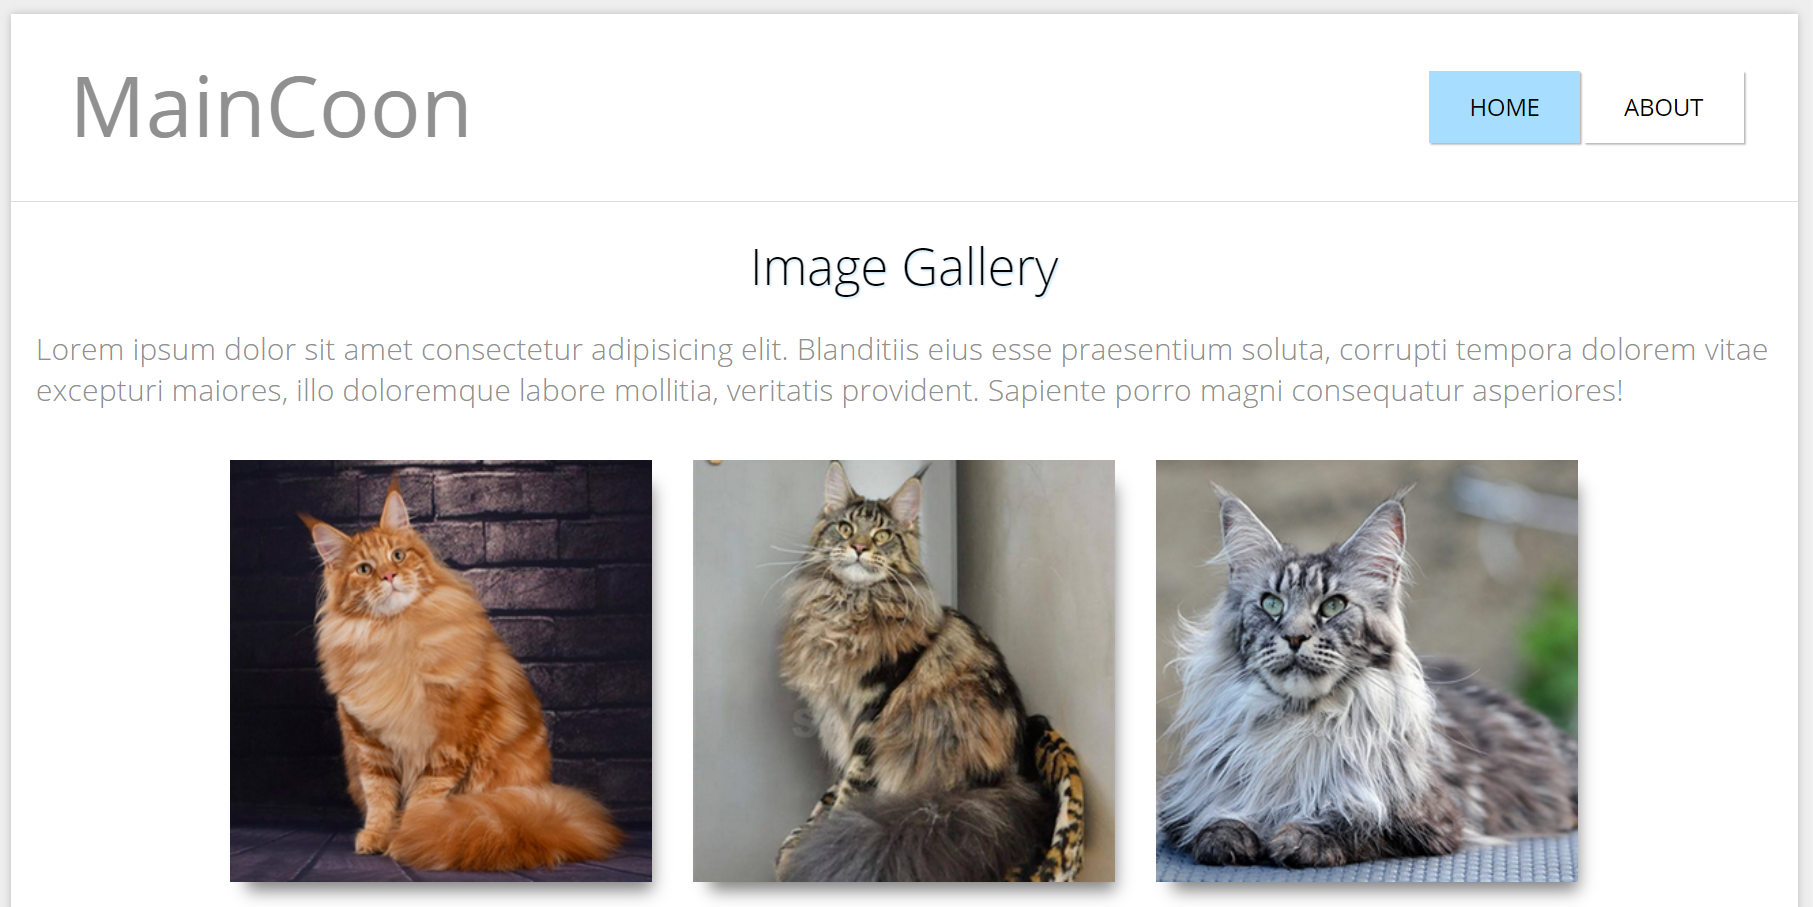 MainCoon
HOME
ABOUT
Image Gallery
Lorem ipsum dolor sit amet consectetur adipisicing elit. Blanditiis eius esse praesentium soluta, corrupti tempora dolorem vitae
excepturi maiores, illo doloremque labore mollitia, veritatis provident. Sapiente porro magni consequatur asperiores!